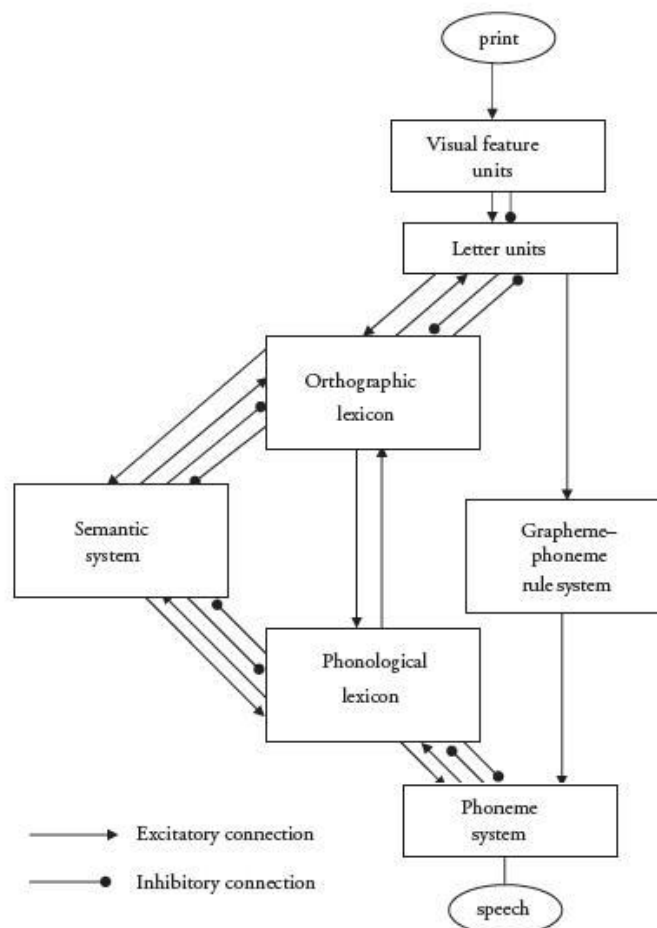 print
Visual feature
units
Letter units
Orthographic
lexicon
Semantic
system
Grapheme–
phoneme
rule system
Phonological
lexicon
Phoneme
system
Excitatory connection
Inhibitory connection
speech